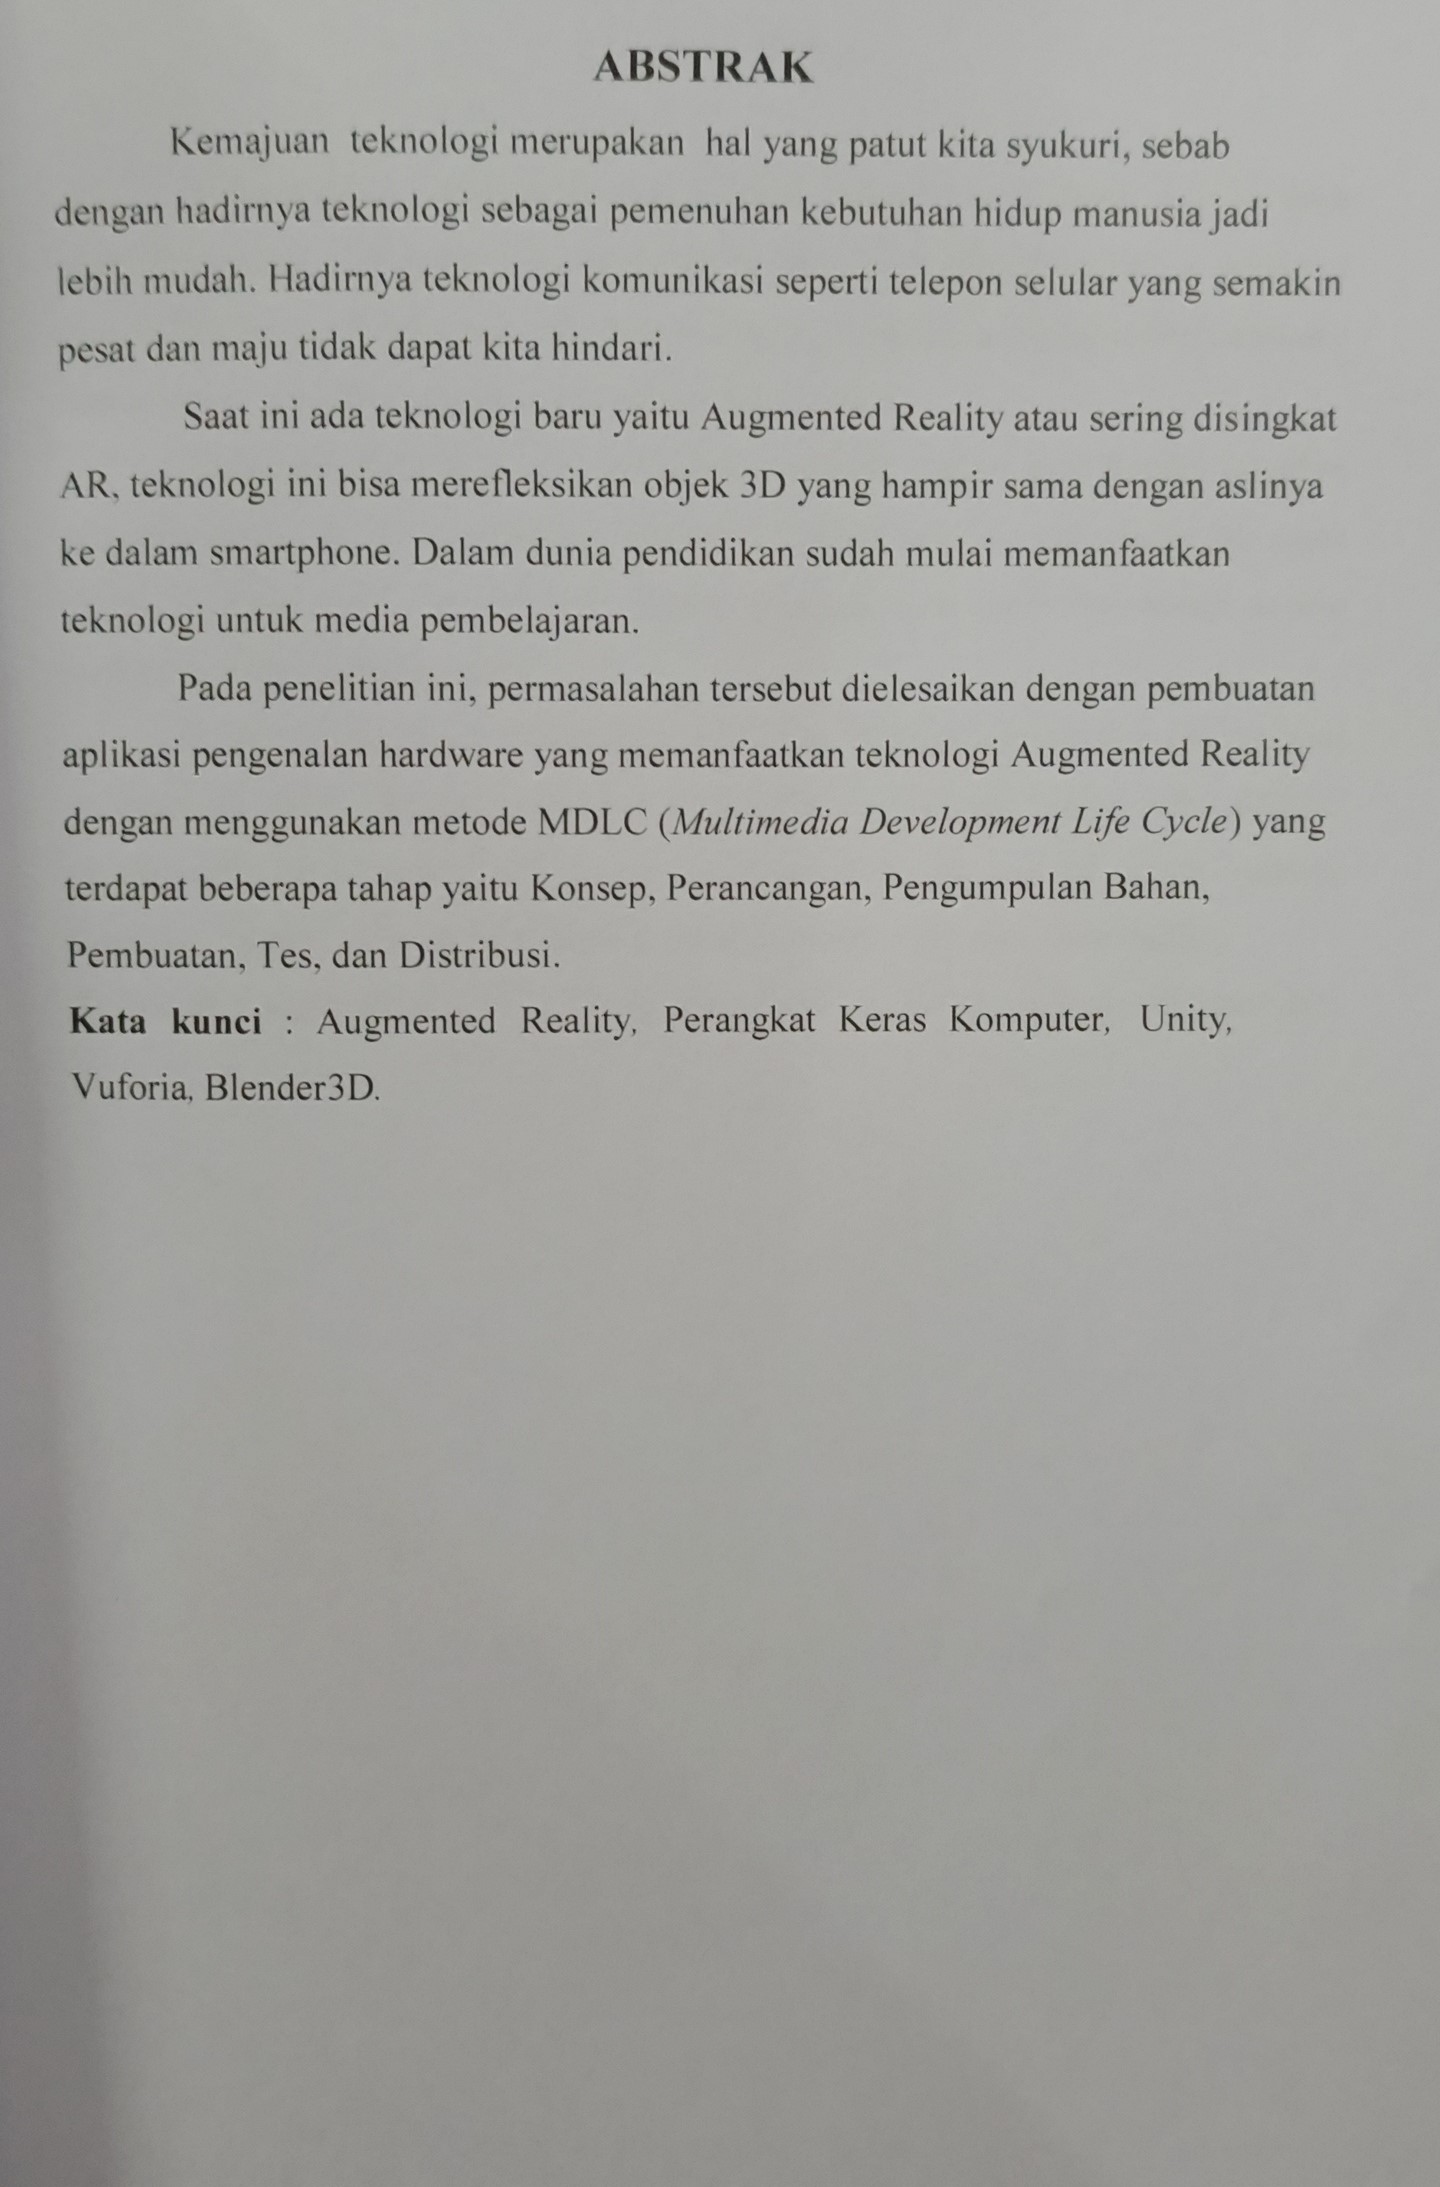 ABSTRAK
Kemajuan teknologi merupakan hal yang patut kita syukuri, sebab
dengan hadirnya teknologi sebagai pemenuhan kebutuhan hidup manusia jadi
lebih mudah. Hadirnya teknologi komunikasi seperti telepon selular yang semakin
pesat dan maju tidak dapat kita hindari.
Saat ini ada teknologi baru yaitu Augmented Reality atau sering disingkat
AR, teknologi ini bisa merefleksikan objek 3D yang hampir sama dengan aslinya
ke dalam smartphone. Dalam dunia pendidikan sudah mulai memanfaatkan
teknologi untuk media pembelajaran.
Pada penelitian ini, permasalahan tersebut dielesaikan dengan pembuatan
aplikasi pengenalan hardware yang memanfaatkan teknologi Augmented Reality
dengan menggunakan metode MDLC (Multimedia Development Life Cycle) yang
terdapat beberapa tahap yaitu Konsep, Perancangan, Pengumpulan Bahan,
Pembuatan, Tes, dan Distribusi.
Kata kunci : Augmented Reality, Perangkat Keras Komputer, Unity,
Vuforia, Blender3D.